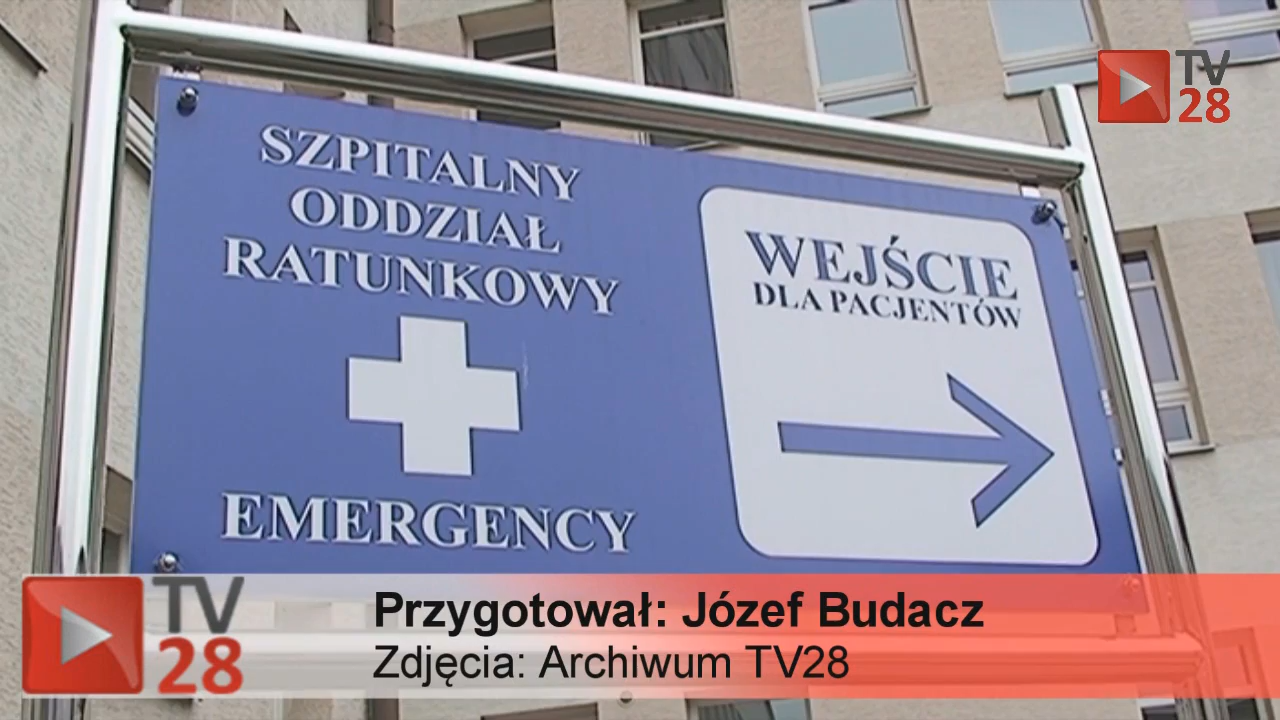 TV
28
SZPITALNY
ODDZIAŁ
RATUNKOWY
EMERGENCY
WEJŚCIE
DLA PACJENTÓW
TV
28
Przygotował: Józef Budacz
Zdjęcia: Archiwum TV28